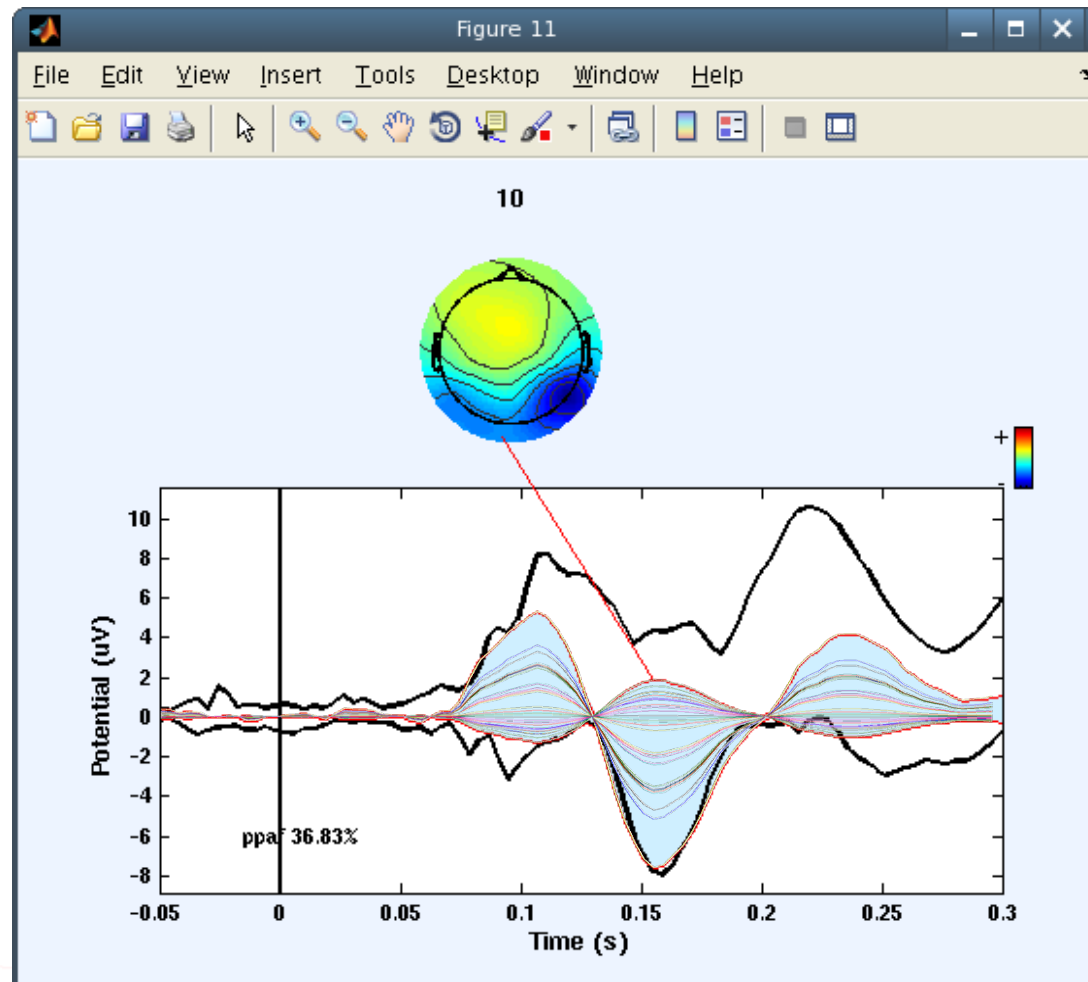 Figure 11
File Edit View Insert Tools Desktop Window Help
10
+
-
10
8
6
4
2
0
-2
-4
-6
-8
Potential (uV)
ppaf 36.83%
-0.05 0 0.05 0.1 0.15 0.2 0.25 0.3
Time (s)